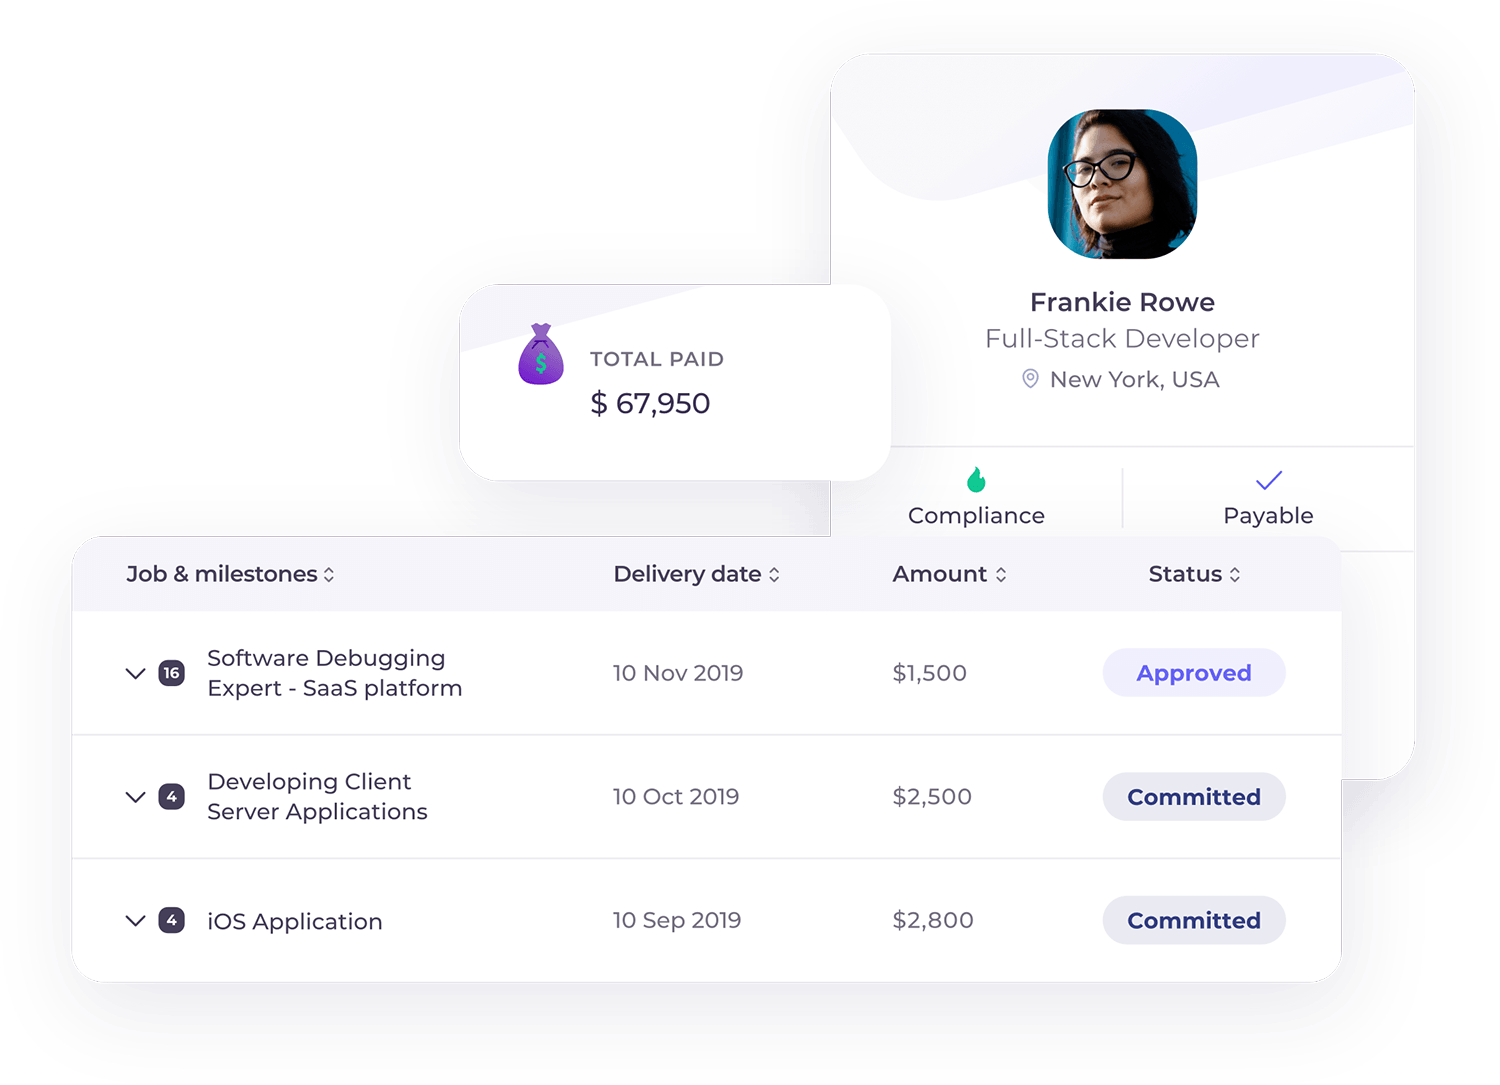 Frankie Rowe
Full-Stack Developer
New York, USA
TOTAL PAID
$ 67,950
$
Compliance
Payable
Job & milestones
Delivery date
Amount
Status
16
Software Debugging
Expert - SaaS platform
10 Nov 2019
$1,500
Approved
4
Developing Client
Server Applications
10 Oct 2019
$2,500
Committed
4
iOS Application
10 Sep 2019
$2,800
Committed